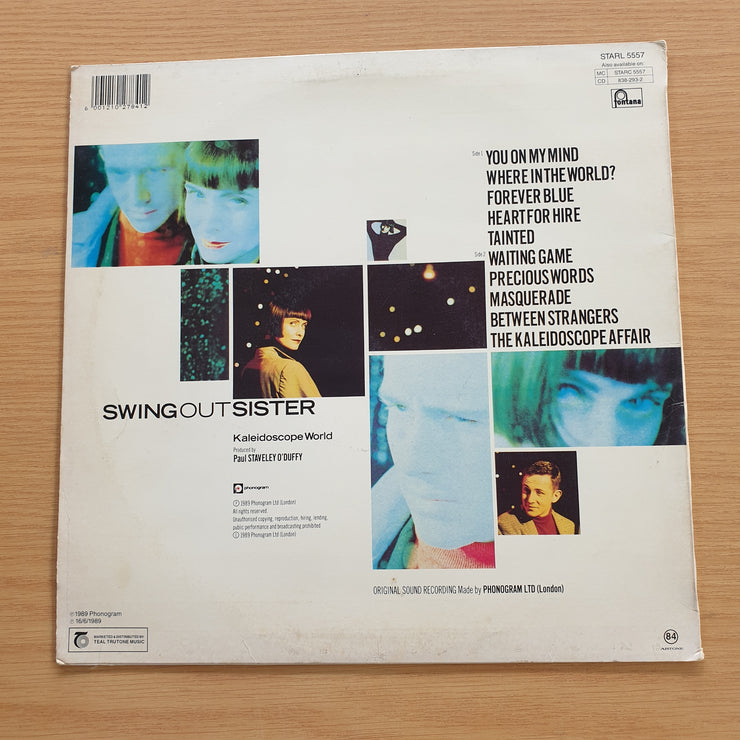 6 001210 278412
STARL 5557
Also available on:
MC STARC 5557
CD 838-293-2
fontana
Side 1
YOU ON MY MIND
WHERE IN THE WORLD?
FOREVER BLUE
HEART FOR HIRE
TAINTED
Side 2
WAITING GAME
PRECIOUS WORDS
MASQUERADE
BETWEEN STRANGERS
THE KALEIDOSCOPE AFFAIR
SWING OUT SISTER
Kaleidoscope World
Produced by
Paul STAVELEY O'DUFFY
phonogram
Ⓟ 1989 Phonogram Ltd (London)
All rights reserved.
Unauthorised copying, reproduction, hiring, lending,
public performance and broadcasting prohibited
Ⓒ 1989 Phonogram Ltd (London)
ORIGINAL SOUND RECORDING Made by PHONOGRAM LTD (London)
℗ 1989 Phonogram
℗ 16/6/1989
MARKETED & DISTRIBUTED BY
TEAL TRUTONE MUSIC
84
ARTONE